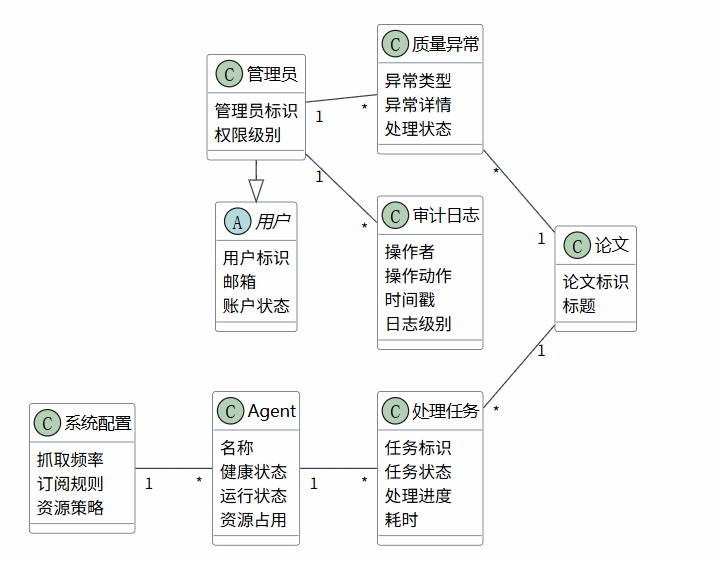 C 质量异常
异常类型
异常详情
处理状态
C 管理员
管理员标识
权限级别
1
*
1
*
A 用户
用户标识
邮箱
账户状态
C 审计日志
操作者
操作动作
时间戳
日志级别
*
1
C 论文
论文标识
标题
1
*
C 系统配置
抓取频率
订阅规则
资源策略
1
*
C Agent
名称
健康状态
运行状态
资源占用
1
*
C 处理任务
任务标识
任务状态
处理进度
耗时